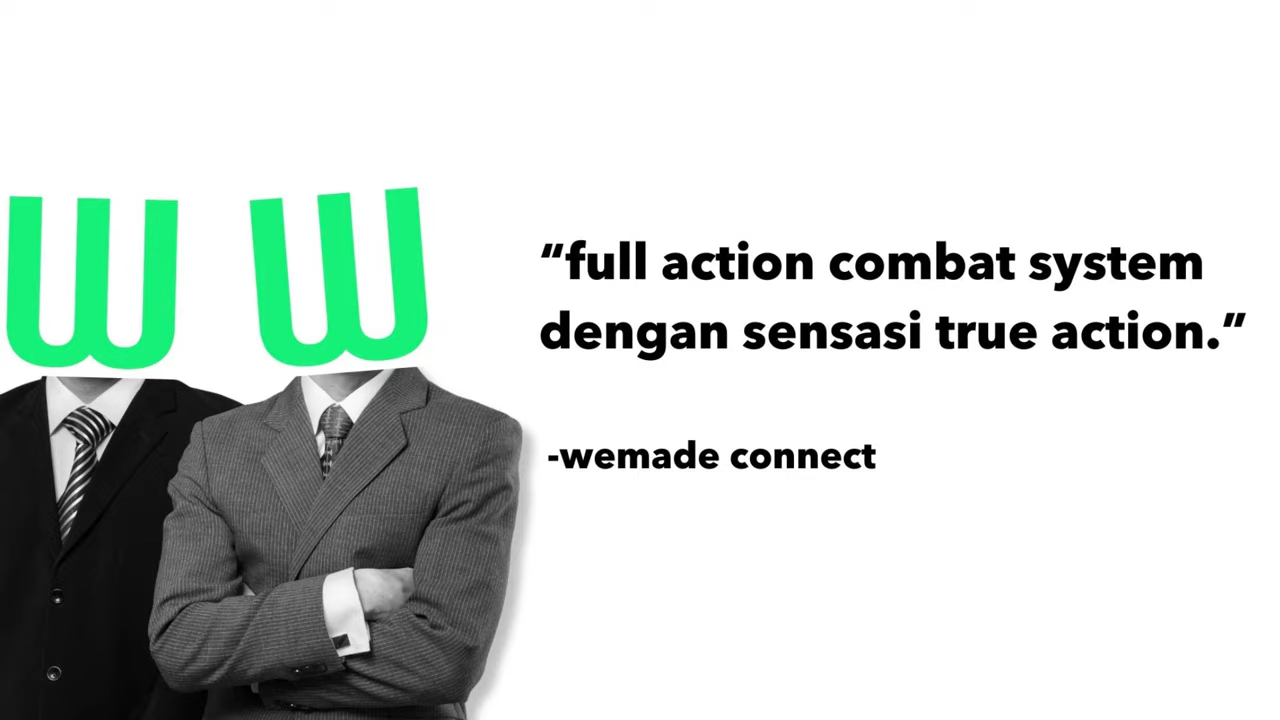 W W
“full action combat system
dengan sensasi true action.”
-wemade connect